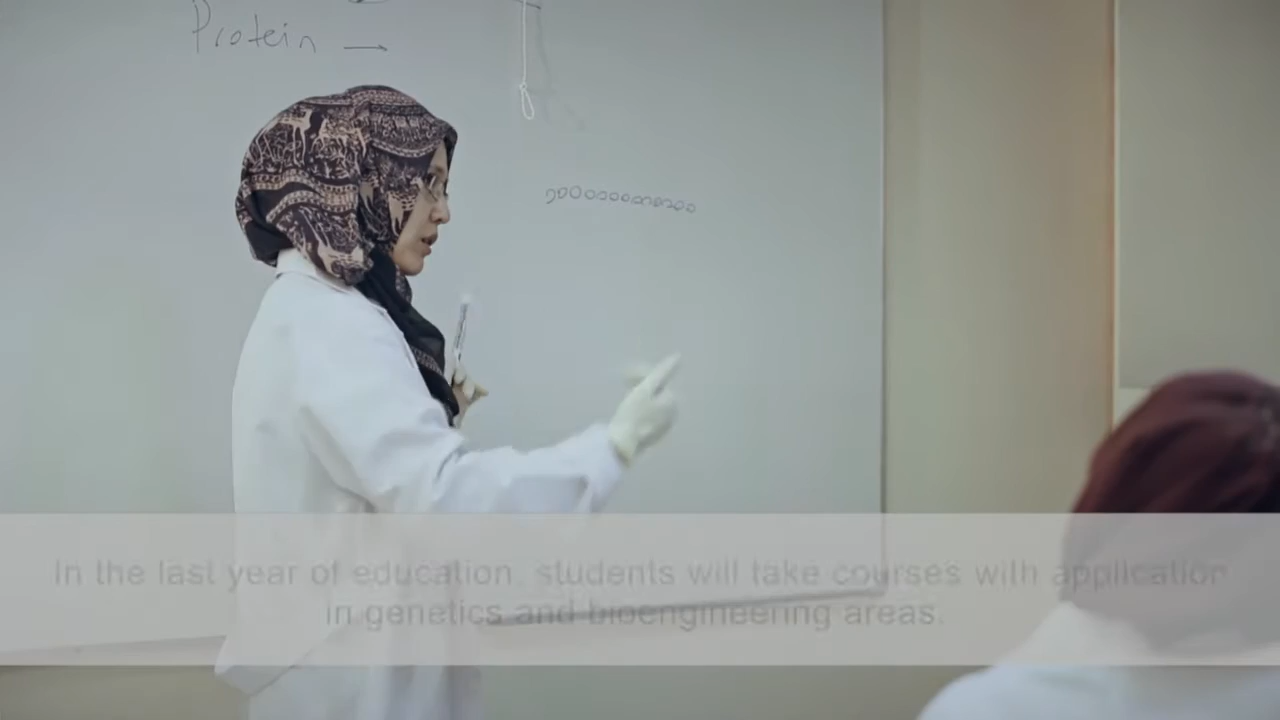 Protein →
In the last year of education, students will take courses with application
in genetics and bioengineering areas.